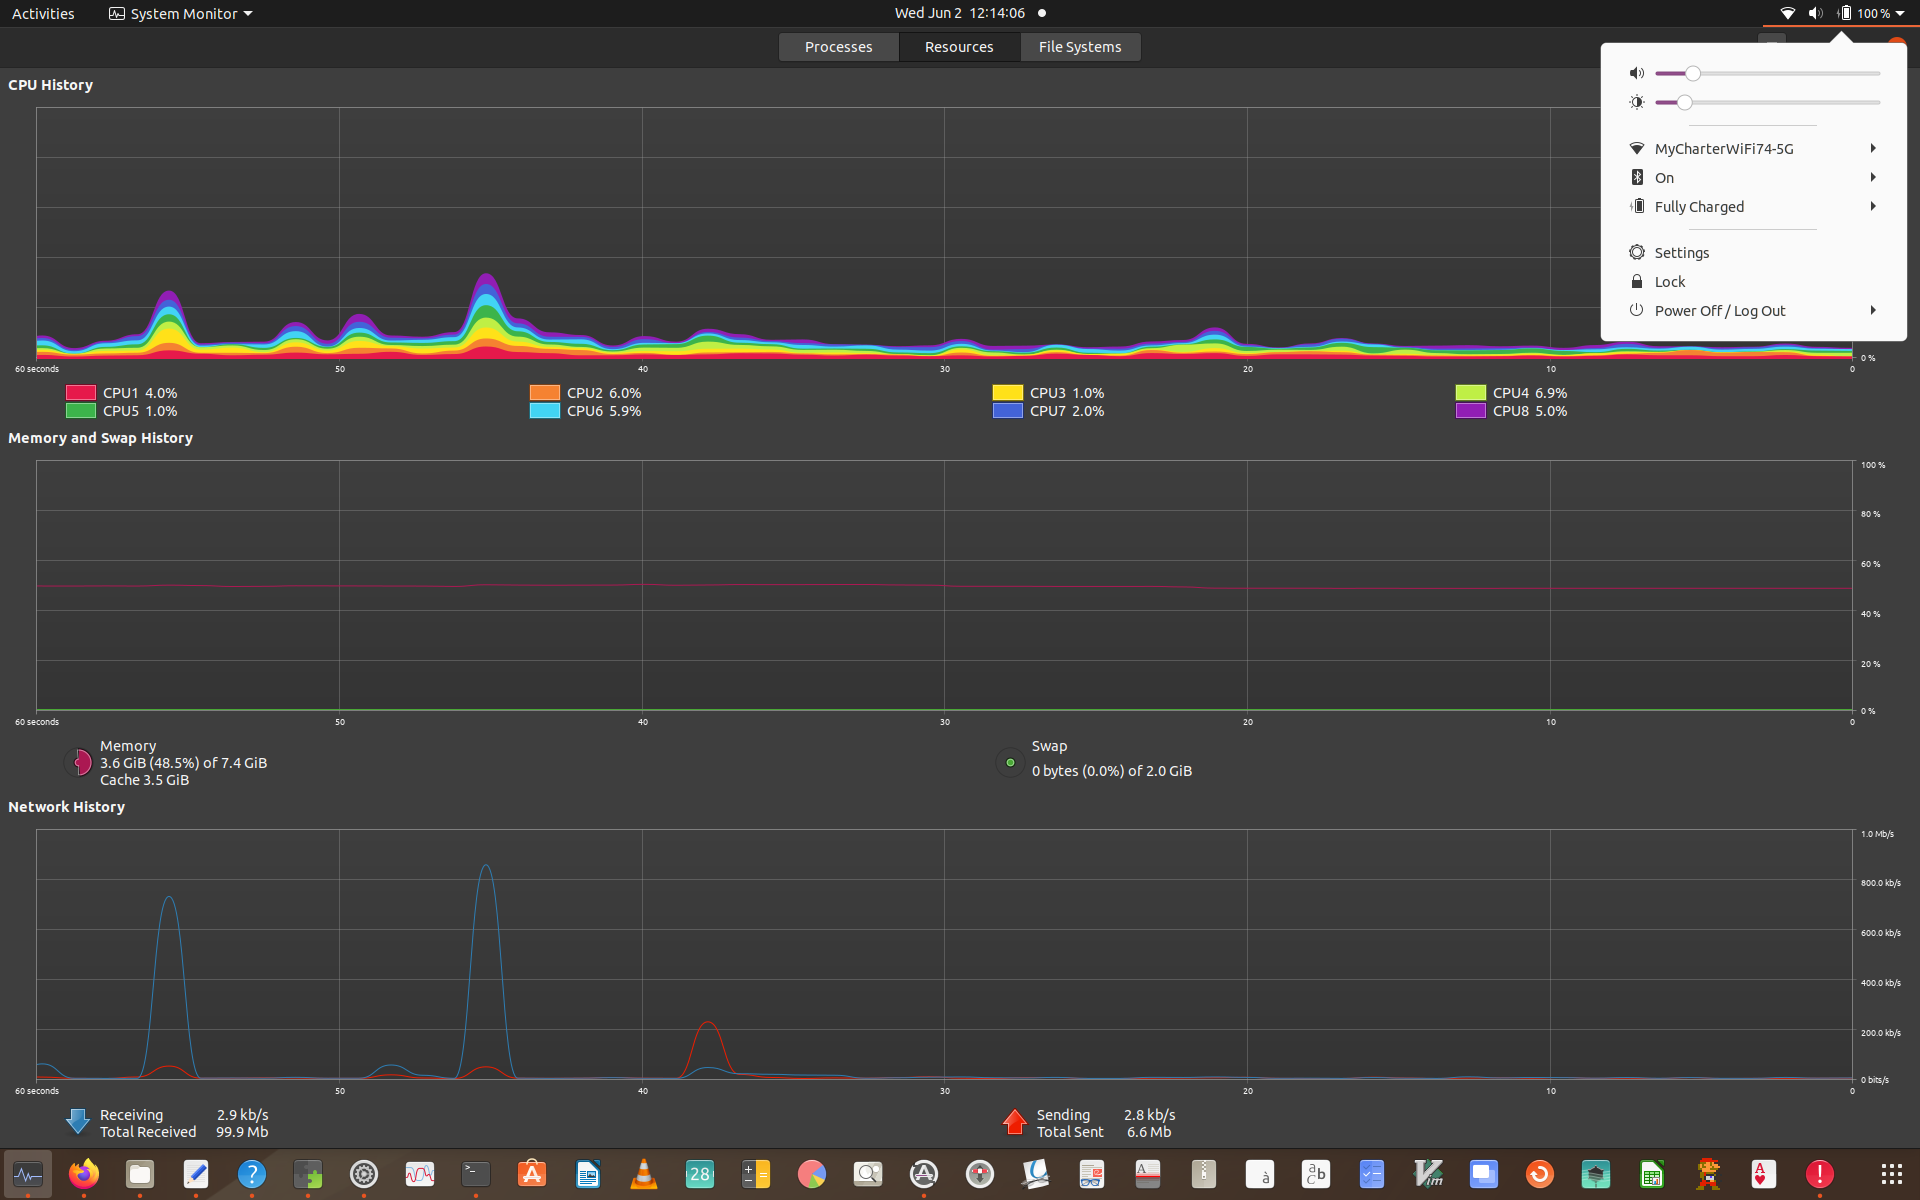 Activities System Monitor Wed Jun 2 12:14:06 100 %
Processes Resources File Systems
CPU History
MyCharterWiFi74-5G
On
Fully Charged
Settings
Lock
Power Off / Log Out
0 %
60 seconds 50 40 30 20 10 0
CPU1 4.0% CPU2 6.0% CPU3 1.0% CPU4 6.9%
CPU5 1.0% CPU6 5.9% CPU7 2.0% CPU8 5.0%
Memory and Swap History
100 %
80 %
60 %
40 %
20 %
0 %
60 seconds 50 40 30 20 10 0
Memory
3.6 GiB (48.5%) of 7.4 GiB
Cache 3.5 GiB
Swap
0 bytes (0.0%) of 2.0 GiB
Network History
1.0 Mb/s
800.0 kb/s
600.0 kb/s
400.0 kb/s
200.0 kb/s
0 bits/s
60 seconds 50 40 30 20 10 0
Receiving 2.9 kb/s
Total Received 99.9 Mb
Sending 2.8 kb/s
Total Sent 6.6 Mb
28